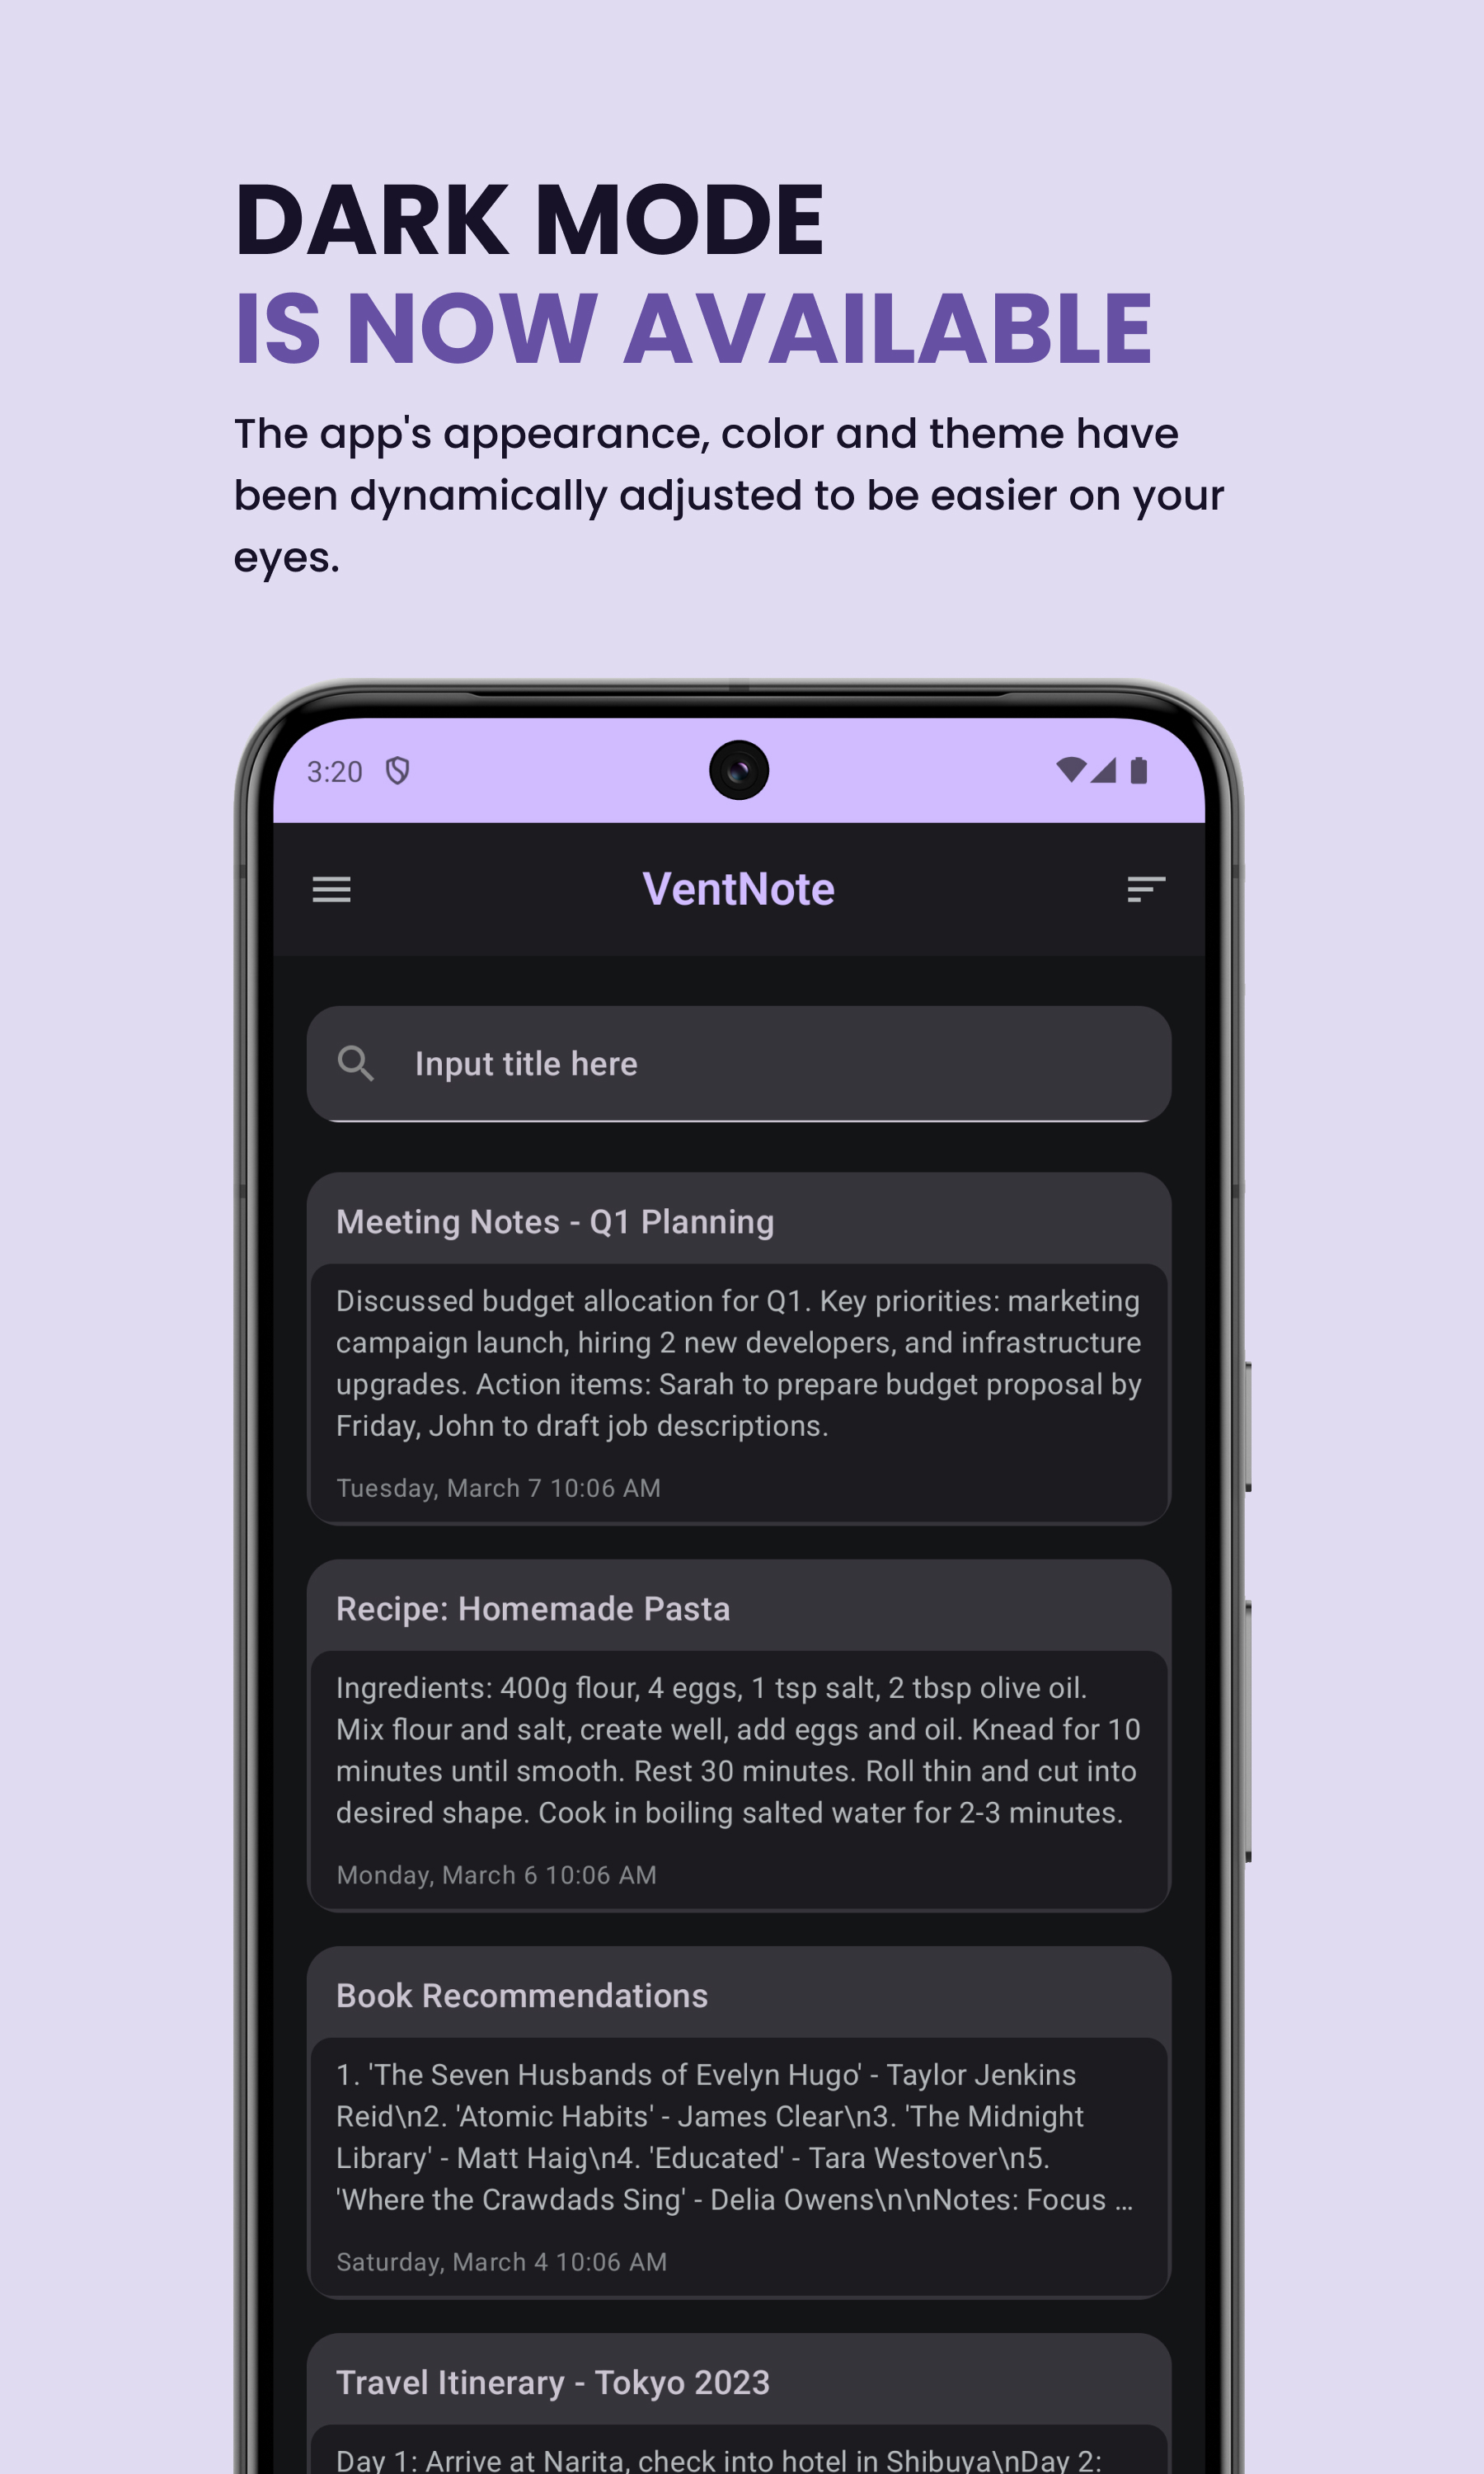 DARK MODE
IS NOW AVAILABLE
The app's appearance, color and theme have
been dynamically adjusted to be easier on your
eyes.
3:20
VentNote
Input title here
Meeting Notes - Q1 Planning
Discussed budget allocation for Q1. Key priorities: marketing
campaign launch, hiring 2 new developers, and infrastructure
upgrades. Action items: Sarah to prepare budget proposal by
Friday, John to draft job descriptions.
Tuesday, March 7 10:06 AM
Recipe: Homemade Pasta
Ingredients: 400g flour, 4 eggs, 1 tsp salt, 2 tbsp olive oil.
Mix flour and salt, create well, add eggs and oil. Knead for 10
minutes until smooth. Rest 30 minutes. Roll thin and cut into
desired shape. Cook in boiling salted water for 2-3 minutes.
Monday, March 6 10:06 AM
Book Recommendations
1. 'The Seven Husbands of Evelyn Hugo' - Taylor Jenkins
Reid\n2. 'Atomic Habits' - James Clear\n3. 'The Midnight
Library' - Matt Haig\n4. 'Educated' - Tara Westover\n5.
'Where the Crawdads Sing' - Delia Owens\n\nNotes: Focus ...
Saturday, March 4 10:06 AM
Travel Itinerary - Tokyo 2023
Day 1: Arrive at Narita, check into hotel in Shibuya\nDay 2: